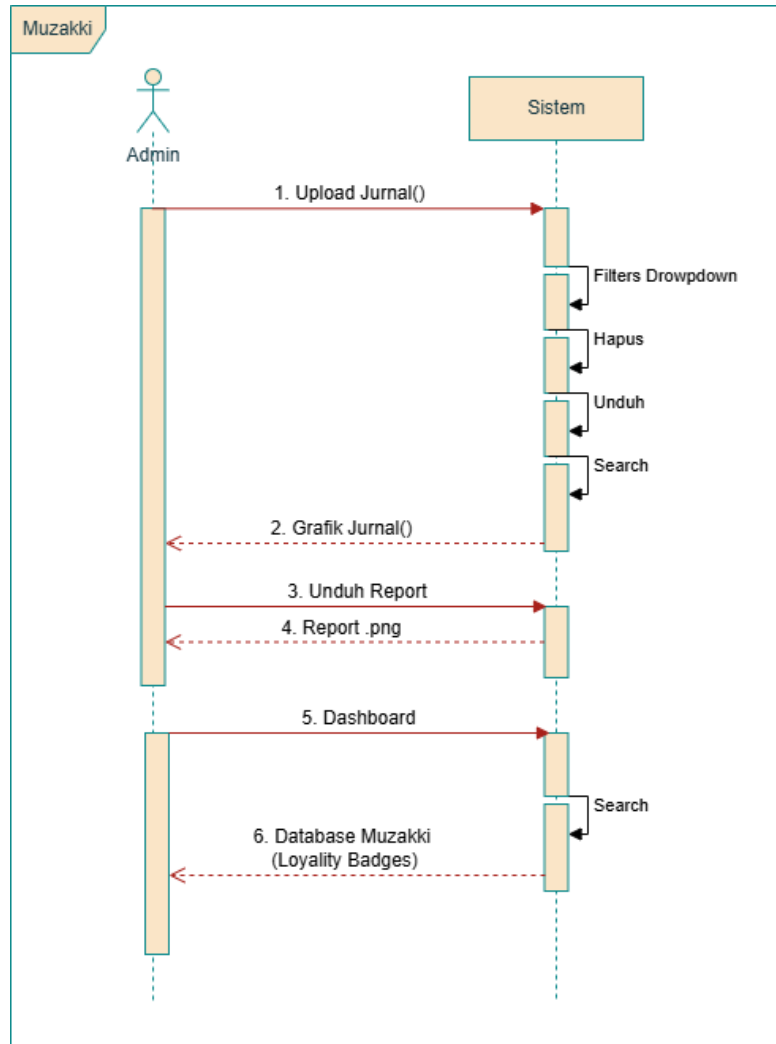 Muzakki
Sistem
Admin
1. Upload Jurnal()
Filters Drowpdown
Hapus
Unduh
Search
2. Grafik Jurnal()
3. Unduh Report
4. Report .png
5. Dashboard
Search
6. Database Muzakki
(Loyality Badges)